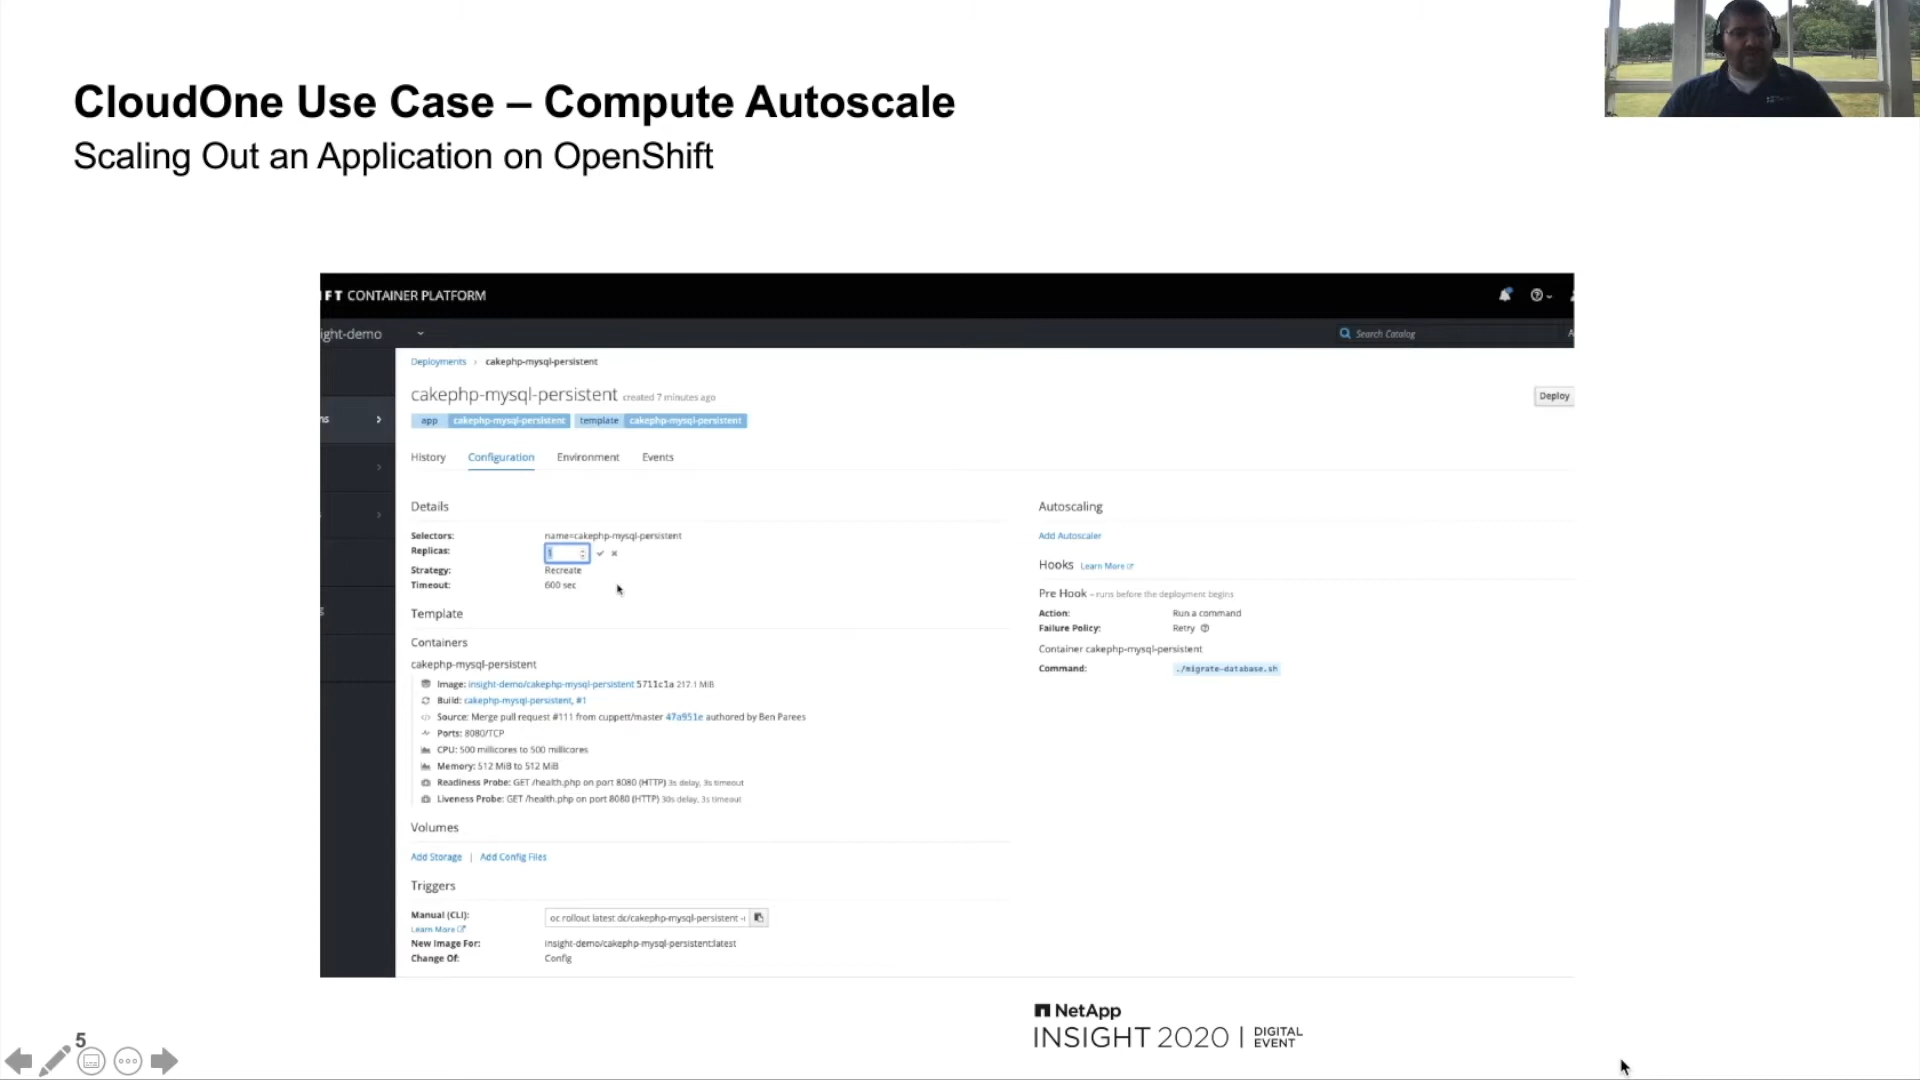 CloudOne Use Case – Compute Autoscale
Scaling Out an Application on OpenShift
IFT CONTAINER PLATFORM
ight-demo
Search Catalog
Deployments › cakephp-mysql-persistent
cakephp-mysql-persistent created 7 minutes ago
Deploy
app cakephp-mysql-persistent template cakephp-mysql-persistent
History Configuration Environment Events
Details
Selectors: name=cakephp-mysql-persistent
Replicas: 1
Strategy: Recreate
Timeout: 600 sec
Template
Containers
cakephp-mysql-persistent
Image: insight-demo/cakephp-mysql-persistent 5711c1a 217.1 MiB
Build: cakephp-mysql-persistent, #1
Source: Merge pull request #111 from cuppett/master 47a951e authored by Ben Parees
Ports: 8080/TCP
CPU: 500 millicores to 500 millicores
Memory: 512 MiB to 512 MiB
Readiness Probe: GET /health.php on port 8080 (HTTP) 3s delay, 3s timeout
Liveness Probe: GET /health.php on port 8080 (HTTP) 30s delay, 3s timeout
Volumes
Add Storage | Add Config Files
Triggers
Manual (CLI): oc rollout latest dc/cakephp-mysql-persistent
Learn More
New Image For: insight-demo/cakephp-mysql-persistent:latest
Change Of: Config
Autoscaling
Add Autoscaler
Hooks Learn More
Pre Hook – runs before the deployment begins
Action: Run a command
Failure Policy: Retry
Container cakephp-mysql-persistent
Command: ./migrate-database.sh
NetApp
INSIGHT 2020 | DIGITAL EVENT
5